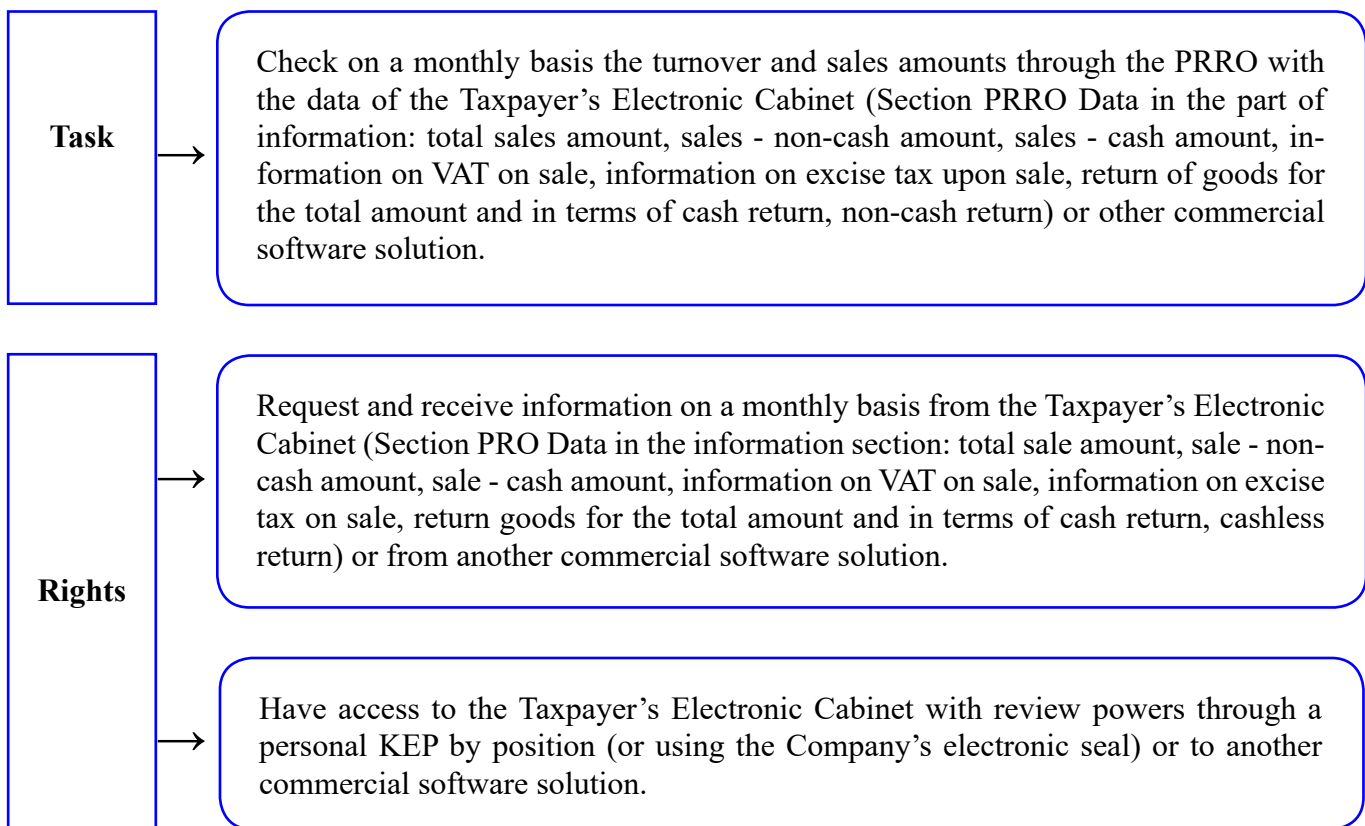 Task
Check on a monthly basis the turnover and sales amounts through the PRRO with
the data of the Taxpayer’s Electronic Cabinet (Section PRRO Data in the part of
information: total sales amount, sales - non-cash amount, sales - cash amount, in-
formation on VAT on sale, information on excise tax upon sale, return of goods for
the total amount and in terms of cash return, non-cash return) or other commercial
software solution.
Rights
Request and receive information on a monthly basis from the Taxpayer’s Electronic
Cabinet (Section PRO Data in the information section: total sale amount, sale - non-
cash amount, sale - cash amount, information on VAT on sale, information on excise
tax on sale, return goods for the total amount and in terms of cash return, cashless
return) or from another commercial software solution.
Have access to the Taxpayer’s Electronic Cabinet with review powers through a
personal KEP by position (or using the Company’s electronic seal) or to another
commercial software solution.